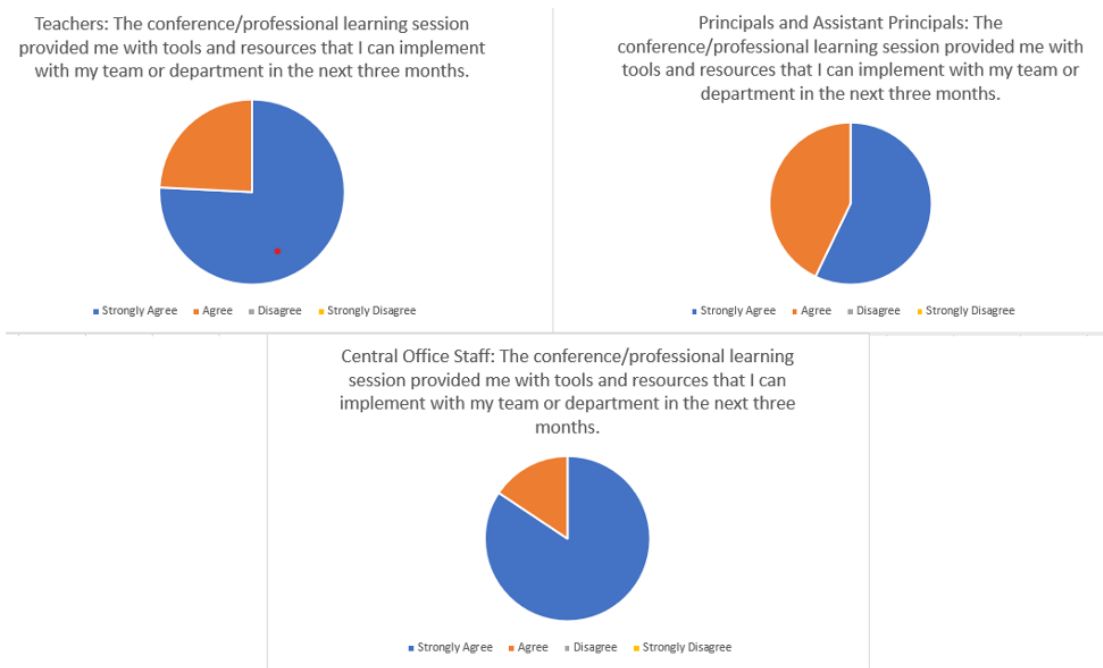 Teachers: The conference/professional learning session
provided me with tools and resources that I can implement
with my team or department in the next three months.
Strongly Agree Agree Disagree Strongly Disagree
Principals and Assistant Principals: The
conference/professional learning session provided me with
tools and resources that I can implement with my team or
department in the next three months.
Strongly Agree Agree Disagree Strongly Disagree
Central Office Staff: The conference/professional learning
session provided me with tools and resources that I can
implement with my team or department in the next three
months.
Strongly Agree Agree Disagree Strongly Disagree